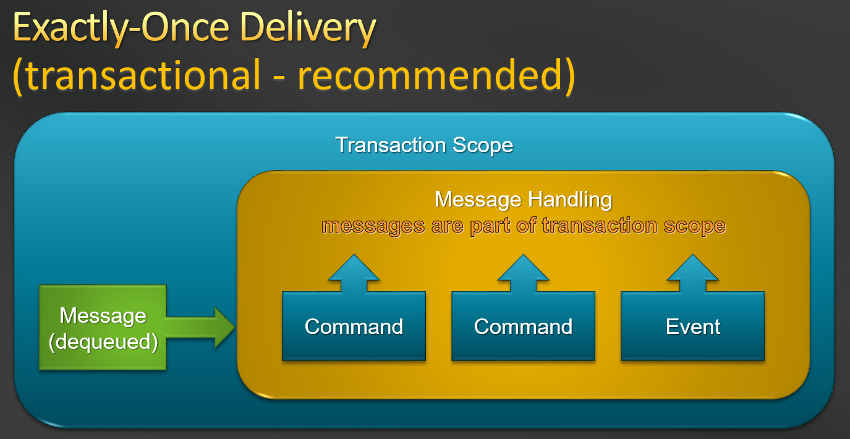 Exactly-Once Delivery
(transactional - recommended)
Transaction Scope
Message Handling
messages are part of transaction scope
Message
(dequeued)
Command
Command
Event